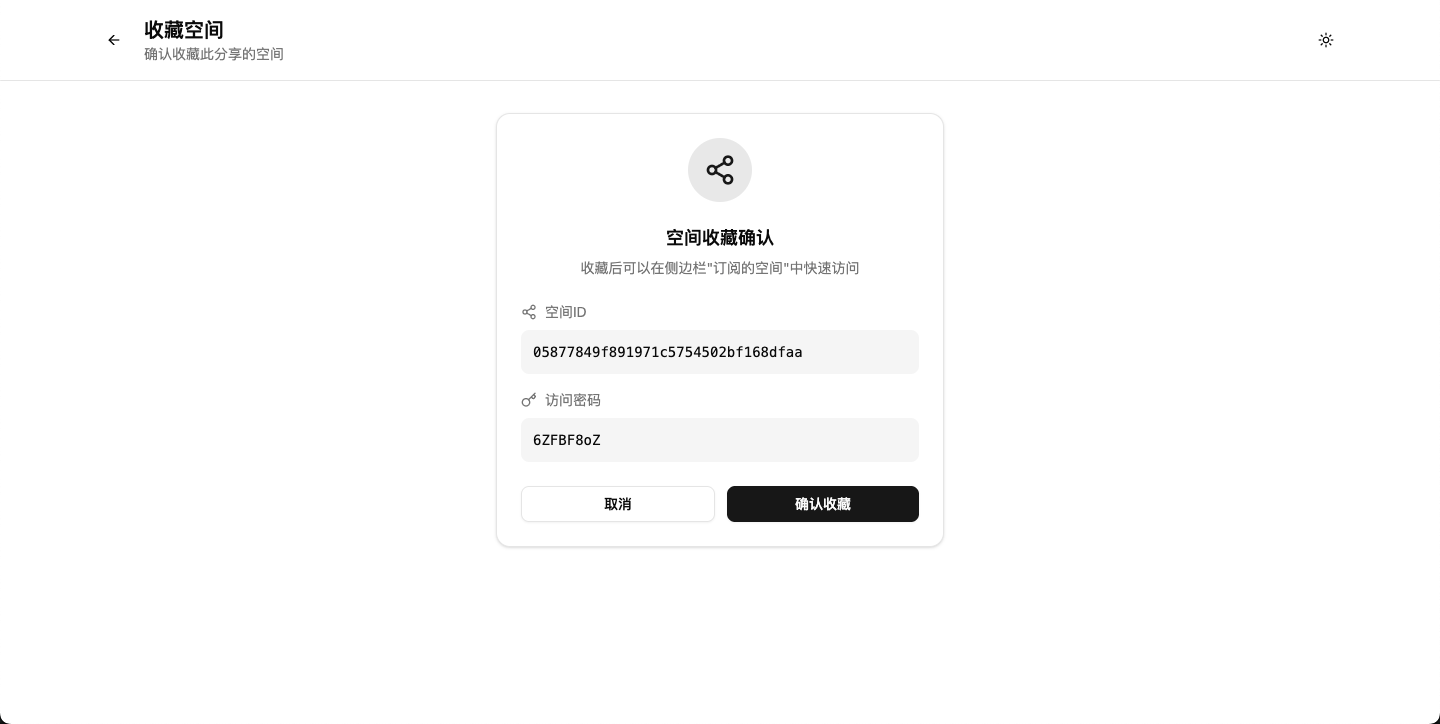 收藏空间
确认收藏此分享的空间
空间收藏确认
收藏后可以在侧边栏"订阅的空间"中快速访问
空间ID
05877849f891971c5754502bf168dfaa
访问密码
6ZFBF8oZ
取消
确认收藏